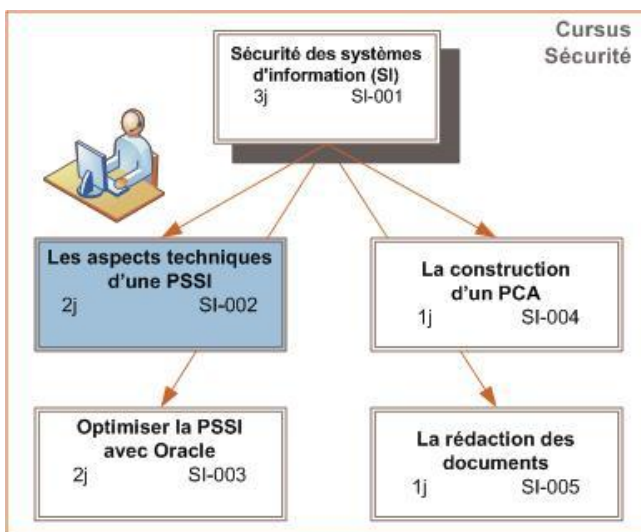 Cursus
Sécurité
Sécurité des systèmes
d'information (SI)
3j SI-001
Les aspects techniques
d'une PSSI
2j SI-002
La construction
d'un PCA
1j SI-004
Optimiser la PSSI
avec Oracle
2j SI-003
La rédaction des
documents
1j SI-005